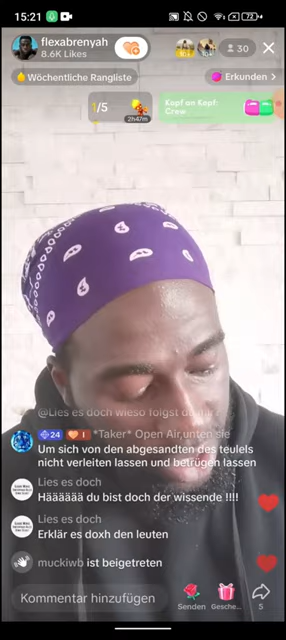 15:21
72
flexabrenyah
8.6K Likes
30
Wöchentliche Rangliste
Erkunden >
1/5
2h47m
Kopf an Kopf:
Crew
@Lies es doch wieso folgst du
24 I *Taker* Open Air,unten sie
Um sich von den abgesandten des teulels
nicht verleiten lassen und betrügen lassen
Lies es doch
Hääääää du bist doch der wissende !!!!
Lies es doch
Erklär es doxh den leuten
muckiwb ist beigetreten
Kommentar hinzufügen
Senden
Gesche...
5